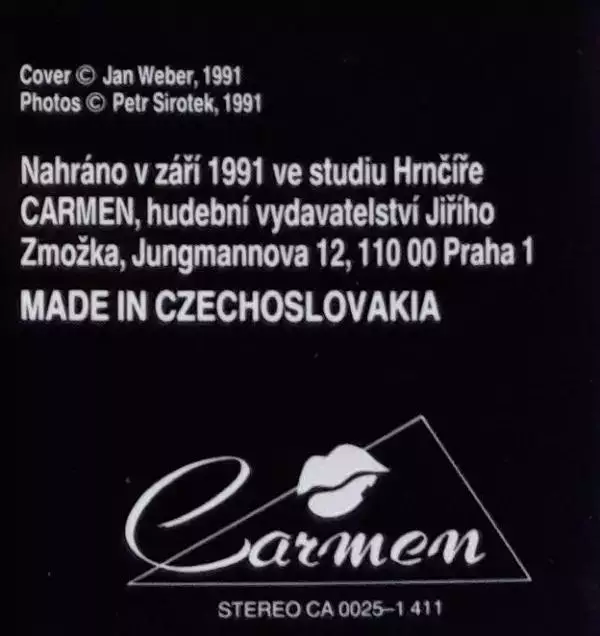 Cover © Jan Weber, 1991
Photos © Petr Sirotek, 1991
Nahráno v září 1991 ve studiu Hrnčíře
CARMEN, hudební vydavatelství Jiřího
Zmožka, Jungmannova 12, 110 00 Praha 1
MADE IN CZECHOSLOVAKIA
Carmen
STEREO CA 0025-1 411